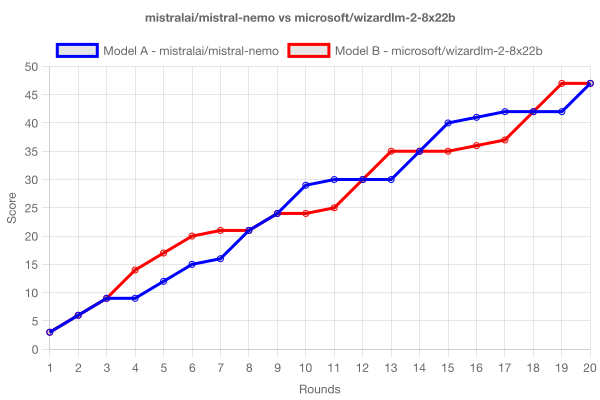 mistralai/mistral-nemo vs microsoft/wizardlm-2-8x22b
Model A - mistralai/mistral-nemo Model B - microsoft/wizardlm-2-8x22b
50
45
40
35
30
25
20
15
10
5
0
Score
1 2 3 4 5 6 7 8 9 10 11 12 13 14 15 16 17 18 19 20
Rounds